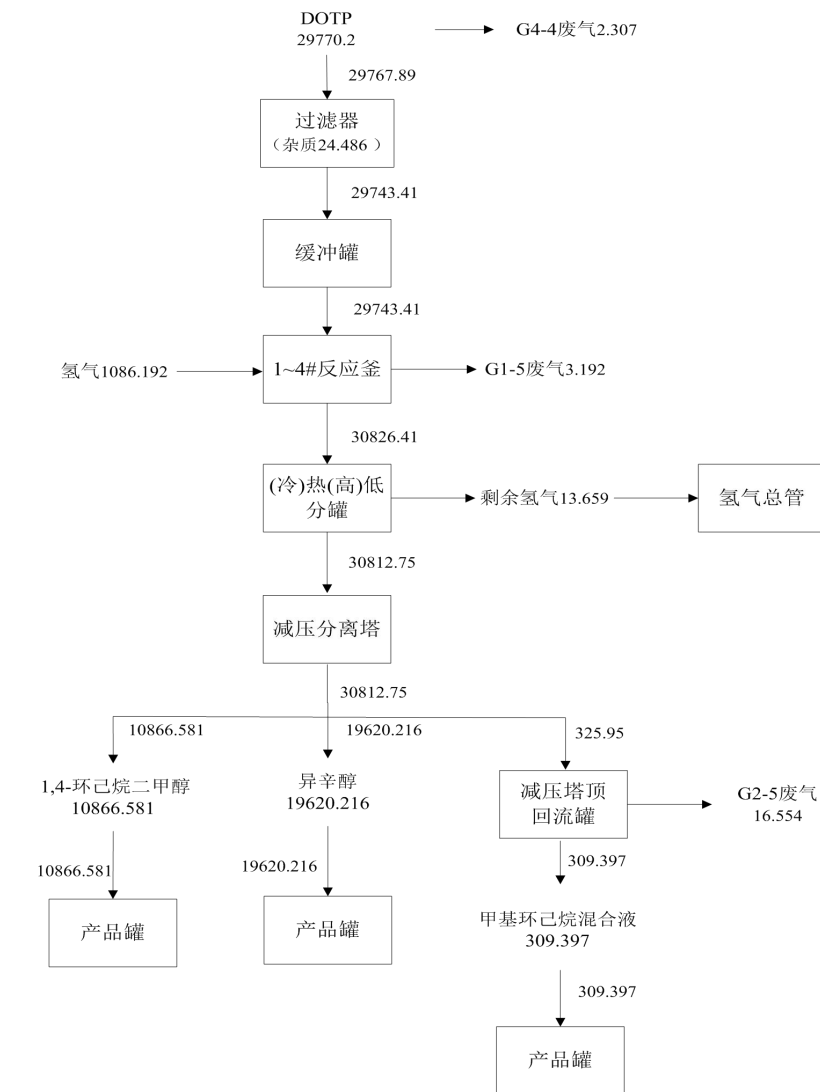 DOTP
29770.2
G4-4废气2.307
29767.89
过滤器
（杂质24.486 ）
29743.41
缓冲罐
29743.41
氢气1086.192
1~4#反应釜
G1-5废气3.192
30826.41
(冷)热(高)低
分罐
剩余氢气13.659
氢气总管
30812.75
减压分离塔
30812.75
10866.581
19620.216
325.95
1,4-环己烷二甲醇
10866.581
异辛醇
19620.216
减压塔顶
回流罐
G2-5废气
16.554
10866.581
19620.216
309.397
产品罐
产品罐
甲基环己烷混合液
309.397
309.397
产品罐